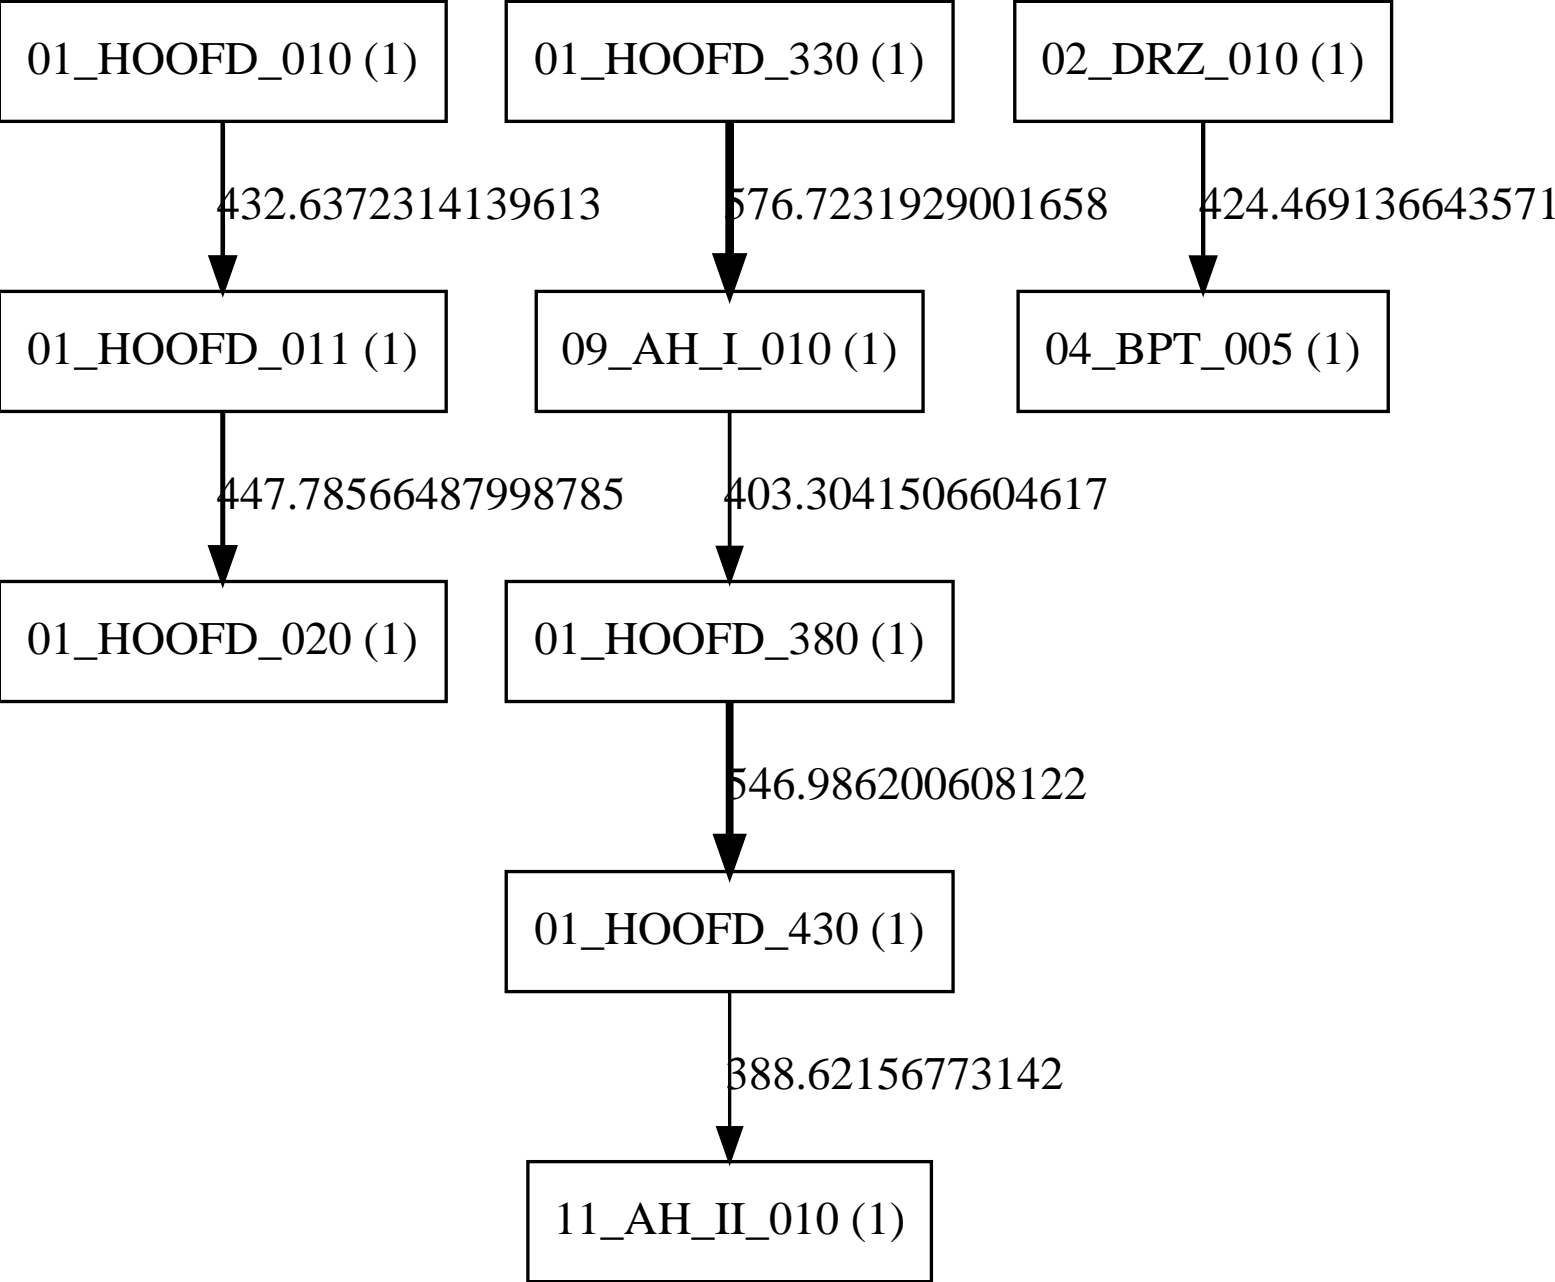 01_HOOFD_010 (1)
01_HOOFD_330 (1)
02_DRZ_010 (1)
432.6372314139613
576.7231929001658
424.469136643571
01_HOOFD_011 (1)
09_AH_I_010 (1)
04_BPT_005 (1)
447.78566487998785
403.3041506604617
01_HOOFD_020 (1)
01_HOOFD_380 (1)
546.986200608122
01_HOOFD_430 (1)
388.62156773142
11_AH_II_010 (1)